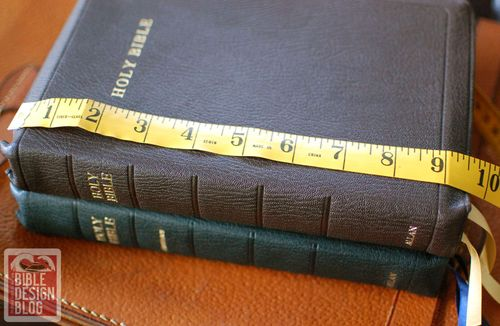 HOLY BIBLE
1 2 3 4 5 6 7 8 9 10
HOLY BIBLE
ALAN
HOLY BIBLE
BIBLE
DESIGN
BLOG